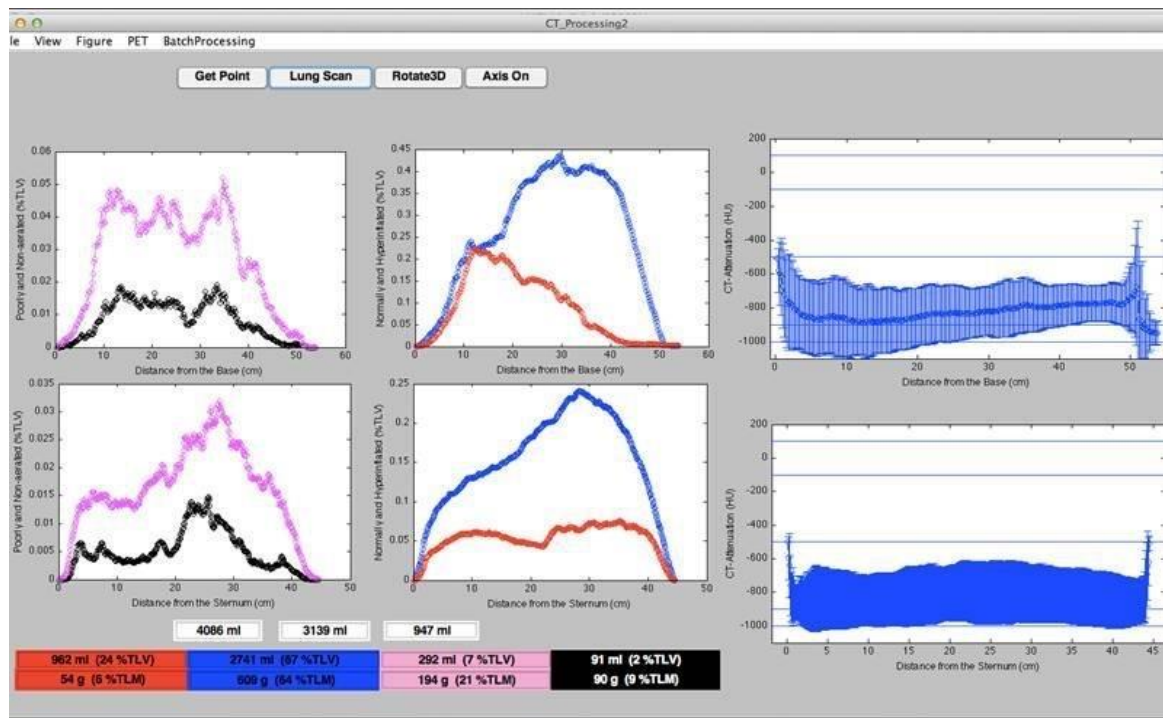 CT_Processing2
le View Figure PET BatchProcessing
Get Point Lung Scan Rotate3D Axis On
Poorly and Non-aerated (%TLV)
0.06
0.05
0.04
0.03
0.02
0.01
0
0 10 20 30 40 50 60
Distance from the Base (cm)
Normally and Hyperinflated (%TLV)
0.45
0.4
0.35
0.3
0.25
0.2
0.15
0.1
0.05
0
0 10 20 30 40 50 60
Distance from the Base (cm)
CT-Attenuation (HU)
200
0
-200
-400
-600
-800
-1000
0 10 20 30 40 50
Distance from the Base (cm)
Poorly and Non-aerated (%TLV)
0.035
0.03
0.025
0.02
0.015
0.01
0.005
0
0 10 20 30 40 50
Distance from the Sternum (cm)
Normally and Hyperinflated (%TLV)
0.25
0.2
0.15
0.1
0.05
0
0 10 20 30 40 50
Distance from the Sternum (cm)
CT-Attenuation (HU)
200
0
-200
-400
-600
-800
-1000
0 5 10 15 20 25 30 35 40 45
Distance from the Sternum (cm)
4086 ml 3139 ml 947 ml
962 ml (24 %TLV) 2741 ml (67 %TLV) 292 ml (7 %TLV) 91 ml (2 %TLV)
54 g (6 %TLM) 609 g (64 %TLM) 194 g (21 %TLM) 90 g (9 %TLM)